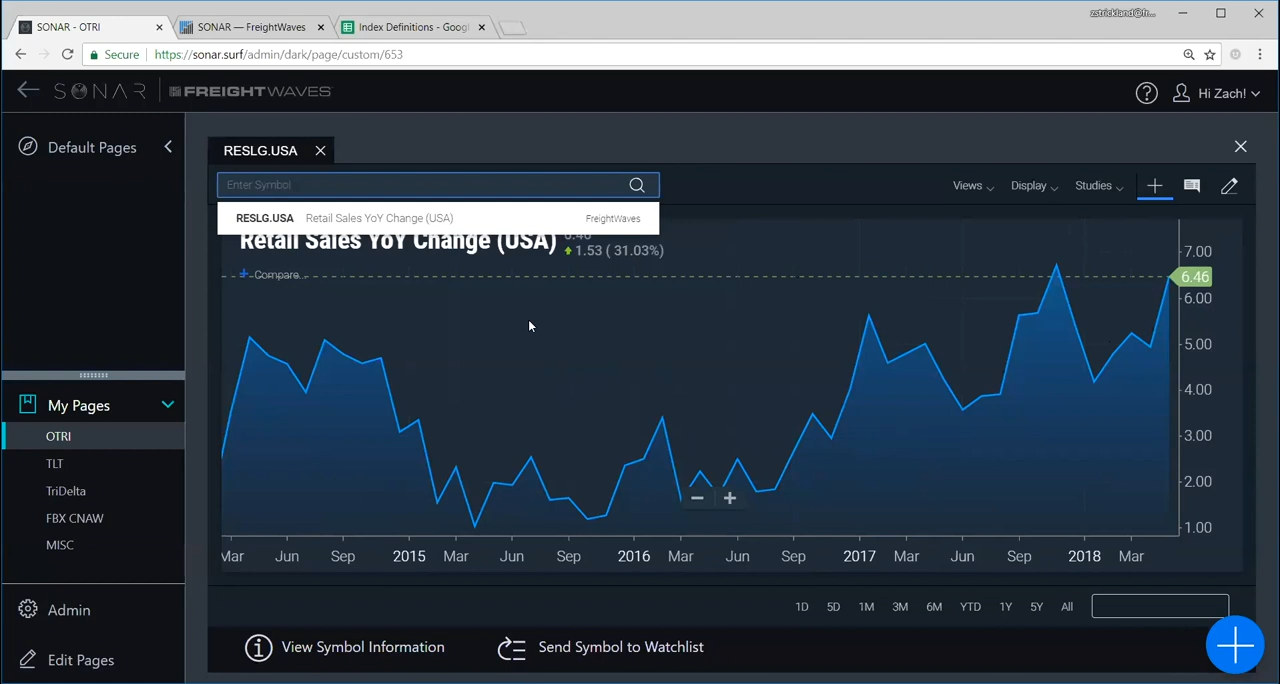 SONAR - OTRI
SONAR — FreightWaves
Index Definitions - Googl
zstrickland@fr...
Secure
https://sonar.surf/admin/dark/page/custom/653
SONAR
FREIGHTWAVES
?
Hi Zach!
Default Pages
RESLG.USA
Enter Symbol
Views
Display
Studies
RESLG.USA Retail Sales YoY Change (USA) FreightWaves
Retail Sales YoY Change (USA)
6.46
1.53 ( 31.03%)
+ Compare...
7.00
6.46
6.00
5.00
4.00
3.00
2.00
1.00
Mar Jun Sep 2015 Mar Jun Sep 2016 Mar Jun Sep 2017 Mar Jun Sep 2018 Mar
My Pages
OTRI
TLT
TriDelta
FBX CNAW
MISC
1D 5D 1M 3M 6M YTD 1Y 5Y All
Admin
Edit Pages
View Symbol Information
Send Symbol to Watchlist